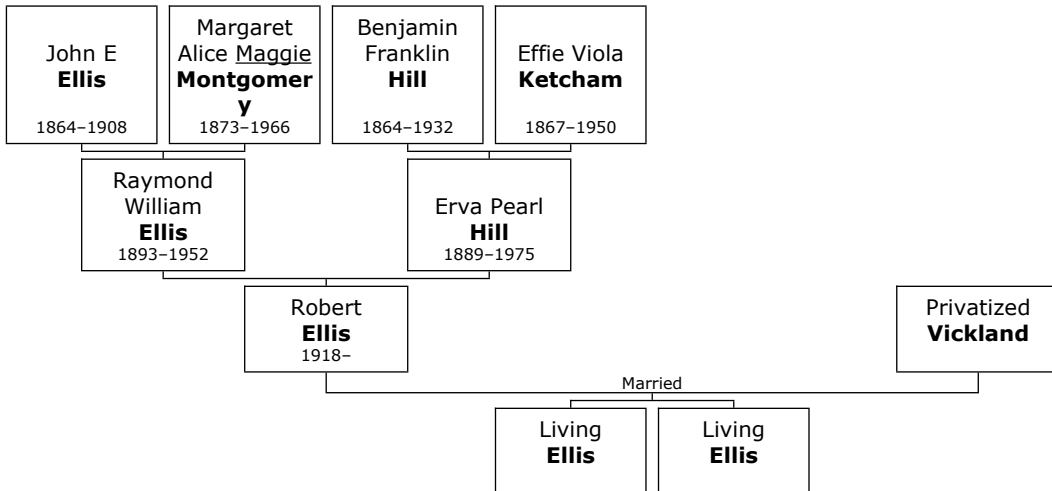 John E
Ellis
1864–1908
Margaret
Alice Maggie
Montgomer
y
1873–1966
Benjamin
Franklin
Hill
1864–1932
Effie Viola
Ketcham
1867–1950
Raymond
William
Ellis
1893–1952
Erva Pearl
Hill
1889–1975
Robert
Ellis
1918–
Privatized
Vickland
Married
Living
Ellis
Living
Ellis